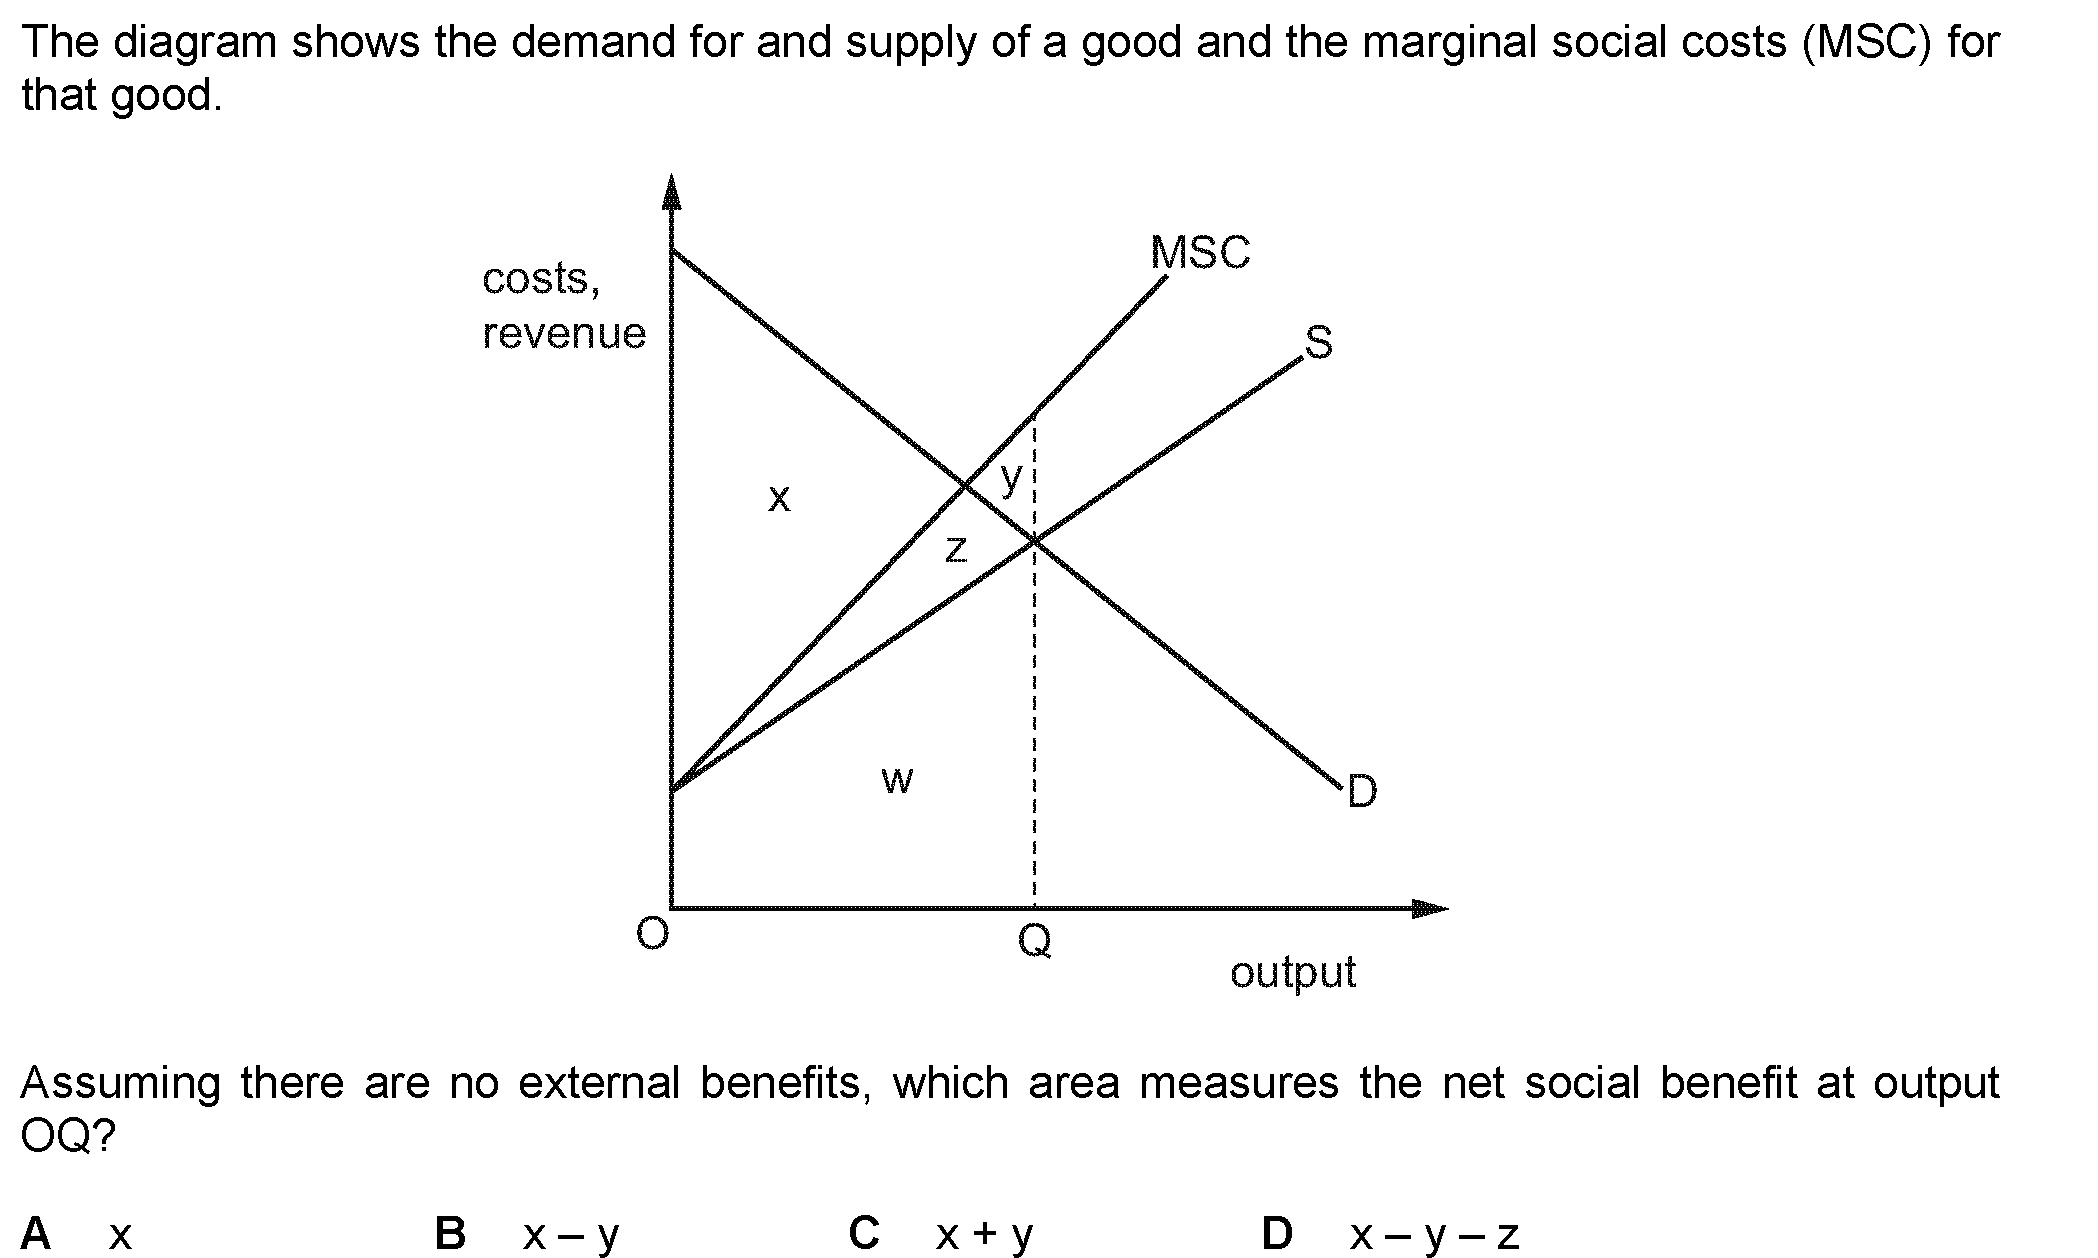 The diagram shows the demand for and supply of a good and the marginal social costs (MSC) for
that good.
costs,
revenue
MSC
S
x
y
z
w
D
O
Q
output
Assuming there are no external benefits, which area measures the net social benefit at output
OQ?
A x B x – y C x + y D x – y – z